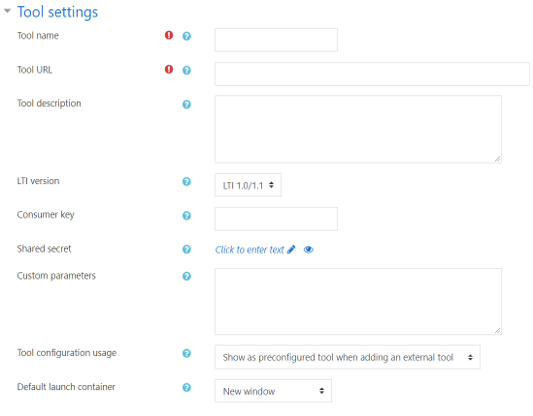 Tool settings
Tool name
Tool URL
Tool description
LTI version LTI 1.0/1.1
Consumer key
Shared secret Click to enter text
Custom parameters
Tool configuration usage Show as preconfigured tool when adding an external tool
Default launch container New window